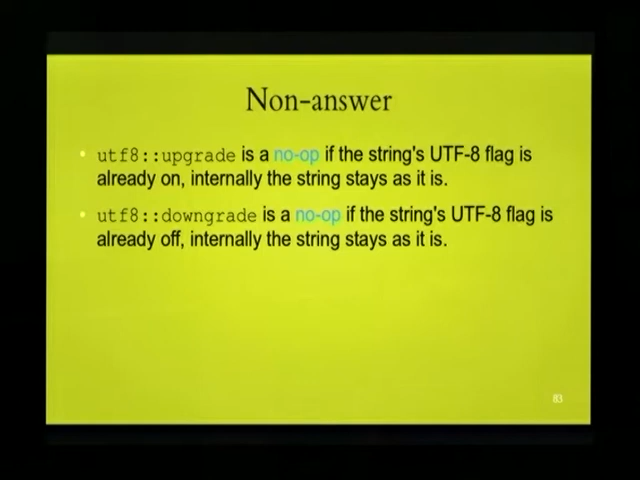 Non-answer
• utf8::upgrade is a no-op if the string's UTF-8 flag is
already on, internally the string stays as it is.
• utf8::downgrade is a no-op if the string's UTF-8 flag is
already off, internally the string stays as it is.
83